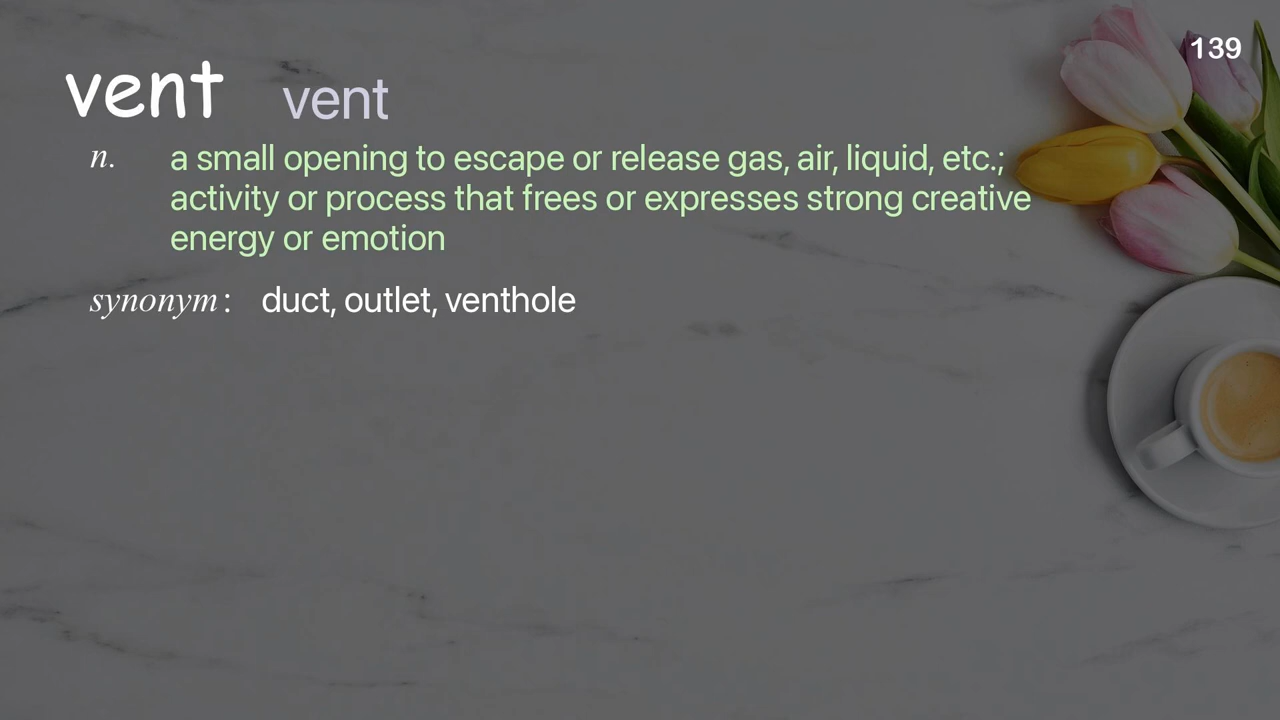 139
vent vent
n. a small opening to escape or release gas, air, liquid, etc.;
activity or process that frees or expresses strong creative
energy or emotion
synonym: duct, outlet, venthole